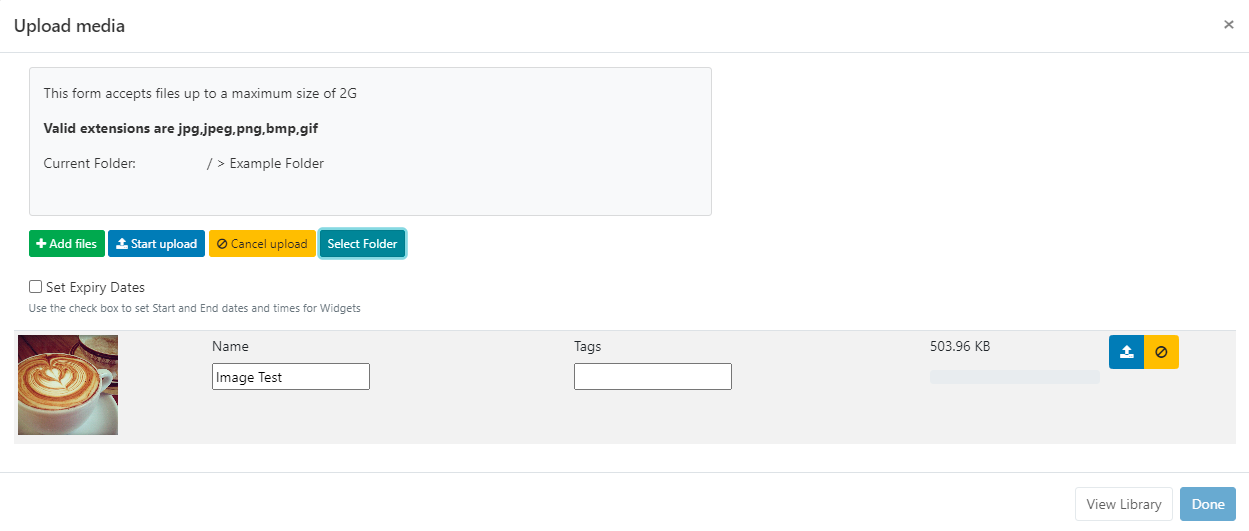 Upload media
×
This form accepts files up to a maximum size of 2G
Valid extensions are jpg,jpeg,png,bmp,gif
Current Folder: / > Example Folder
Add files Start upload Cancel upload Select Folder
Set Expiry Dates
Use the check box to set Start and End dates and times for Widgets
Name Tags 503.96 KB
Image Test
View Library Done